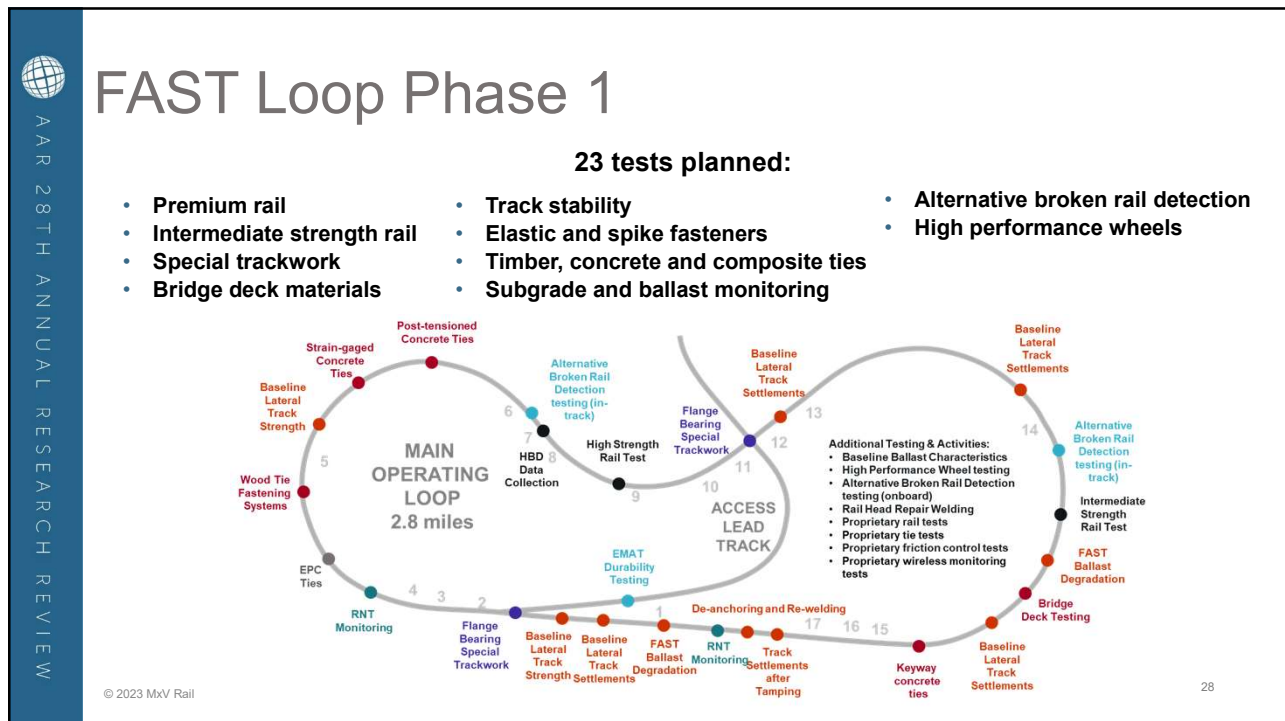 AAR 28TH ANNUAL RESEARCH REVIEW
FAST Loop Phase 1
23 tests planned:
• Premium rail
• Intermediate strength rail
• Special trackwork
• Bridge deck materials
• Track stability
• Elastic and spike fasteners
• Timber, concrete and composite ties
• Subgrade and ballast monitoring
• Alternative broken rail detection
• High performance wheels
Post-tensioned
Concrete Ties
Strain-gaged
Concrete
Ties
Baseline
Lateral
Track
Strength
5
Wood Tie
Fastening
Systems
EPC
Ties
RNT
Monitoring
4
3
2
MAIN
OPERATING
LOOP
2.8 miles
Alternative
Broken Rail
Detection
testing (in-
track)
6
7
8
HBD
Data
Collection
High Strength
Rail Test
9
10
11
12
13
Flange
Bearing
Special
Trackwork
Baseline
Lateral
Track
Settlements
ACCESS
LEAD
TRACK
Additional Testing & Activities:
• Baseline Ballast Characteristics
• High Performance Wheel testing
• Alternative Broken Rail Detection
testing (onboard)
• Rail Head Repair Welding
• Proprietary rail tests
• Proprietary tie tests
• Proprietary friction control tests
• Proprietary wireless monitoring
tests
Baseline
Lateral
Track
Settlements
14
Alternative
Broken Rail
Detection
testing (in-
track)
Intermediate
Strength
Rail Test
FAST
Ballast
Degradation
Bridge
Deck Testing
Baseline
Lateral
Track
Settlements
Keyway
concrete
ties
15
16
17
De-anchoring and Re-welding
Track
Settlements
after
Tamping
RNT
Monitoring
1
FAST
Ballast
Degradation
EMAT
Durability
Testing
Baseline
Lateral
Track
Settlements
Baseline
Lateral
Track
Strength
Flange
Bearing
Special
Trackwork
© 2023 MxV Rail
28